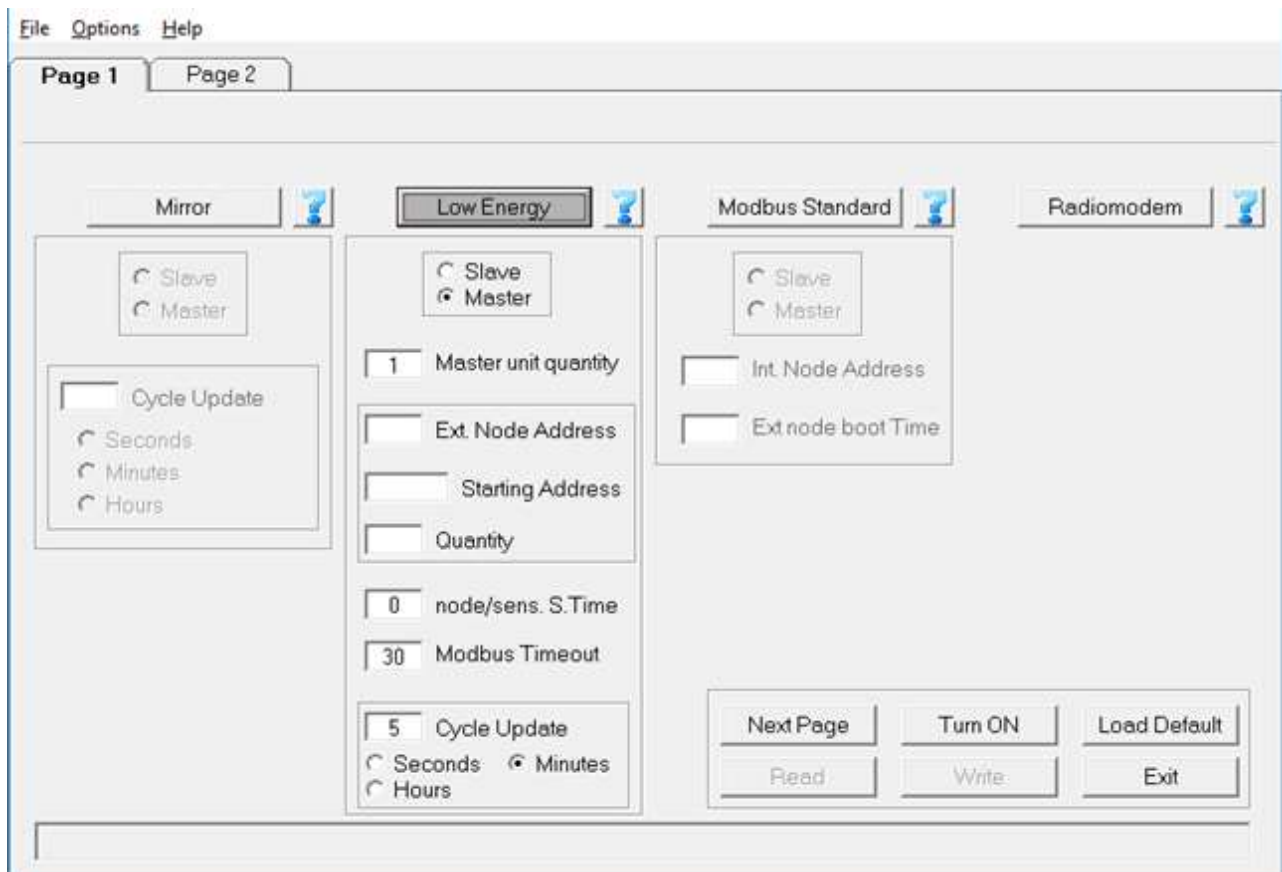 File Options Help
Page 1 Page 2
Mirror Low Energy Modbus Standard Radiomodem
Slave
Master
Cycle Update
Seconds
Minutes
Hours
Slave
Master
1 Master unit quantity
Ext. Node Address
Starting Address
Quantity
0 node/sens. S.Time
30 Modbus Timeout
5 Cycle Update
Seconds Minutes
Hours
Slave
Master
Int. Node Address
Ext node boot Time
Next Page Turn ON Load Default
Read Write Exit